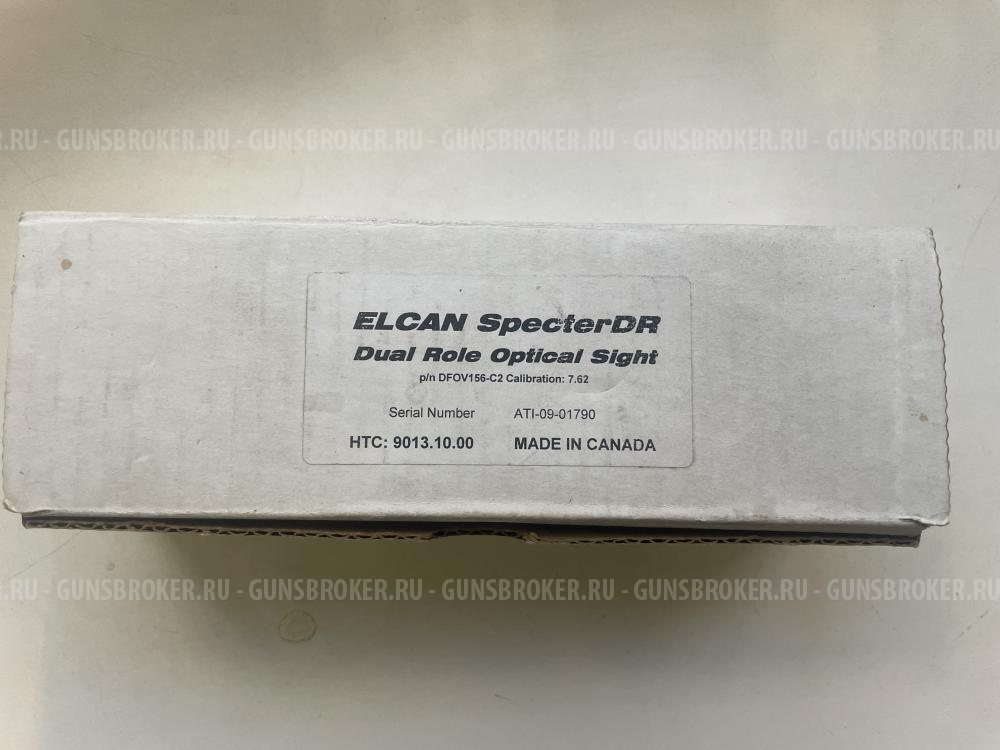 .RU - GUNSBROKER.RU - GUNSBROKER.RU - GUNSBROKER.RU - GUNSBROKER.RU - GUNSBROKER
ELCAN SpecterDR
Dual Role Optical Sight
p/n DFOV156-C2 Calibration: 7.62
Serial Number ATI-09-01790
HTC: 9013.10.00 MADE IN CANADA
.RU - GUNSBROKER.RU - GUNSBROKER.RU - GUNSBROKER.RU - GUNSBROKER.RU - GUNSBROKER